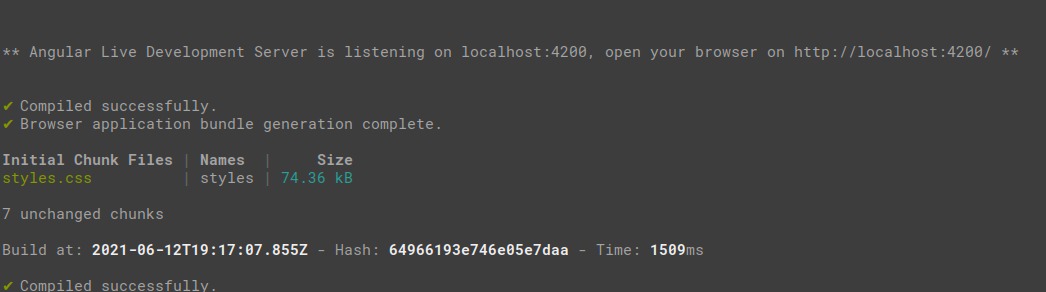 ** Angular Live Development Server is listening on localhost:4200, open your browser on http://localhost:4200/ **
✔ Compiled successfully.
✔ Browser application bundle generation complete.
Initial Chunk Files | Names  |     Size
styles.css          | styles | 74.36 kB
7 unchanged chunks
Build at: 2021-06-12T19:17:07.855Z - Hash: 64966193e746e05e7daa - Time: 1509ms
✔ Compiled successfully.